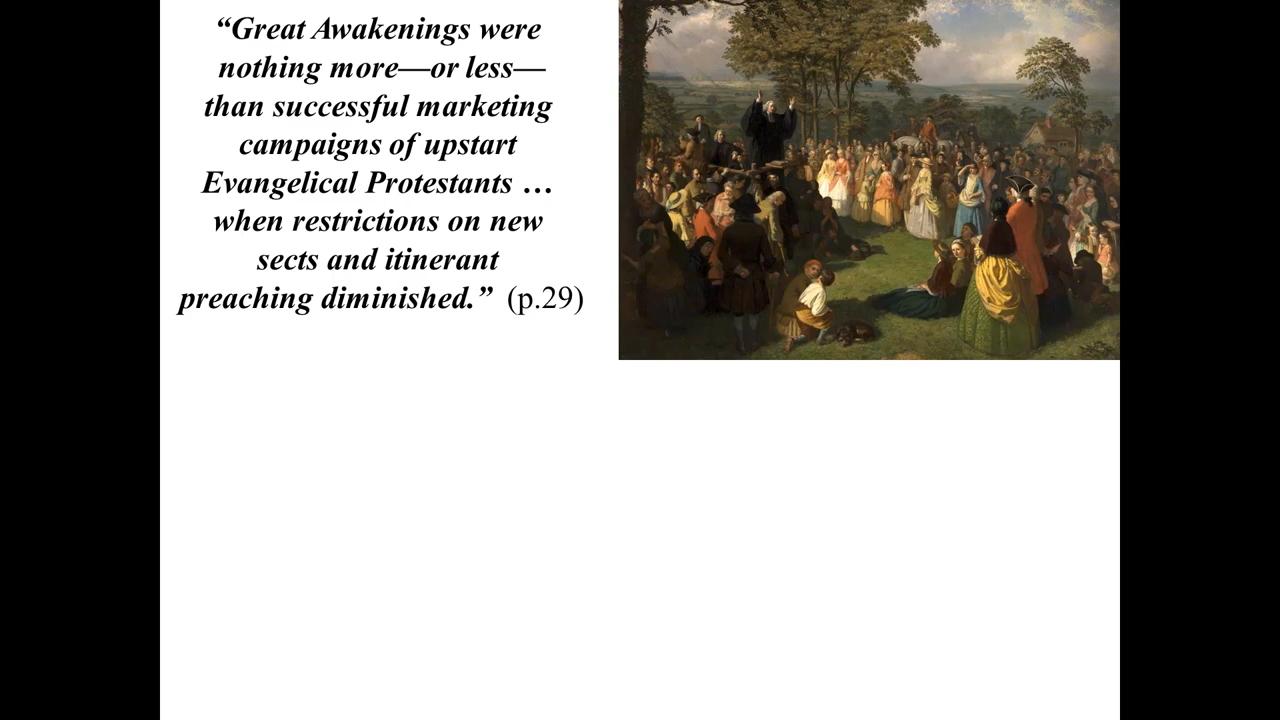 “Great Awakenings were
nothing more—or less—
than successful marketing
campaigns of upstart
Evangelical Protestants …
when restrictions on new
sects and itinerant
preaching diminished.” (p.29)